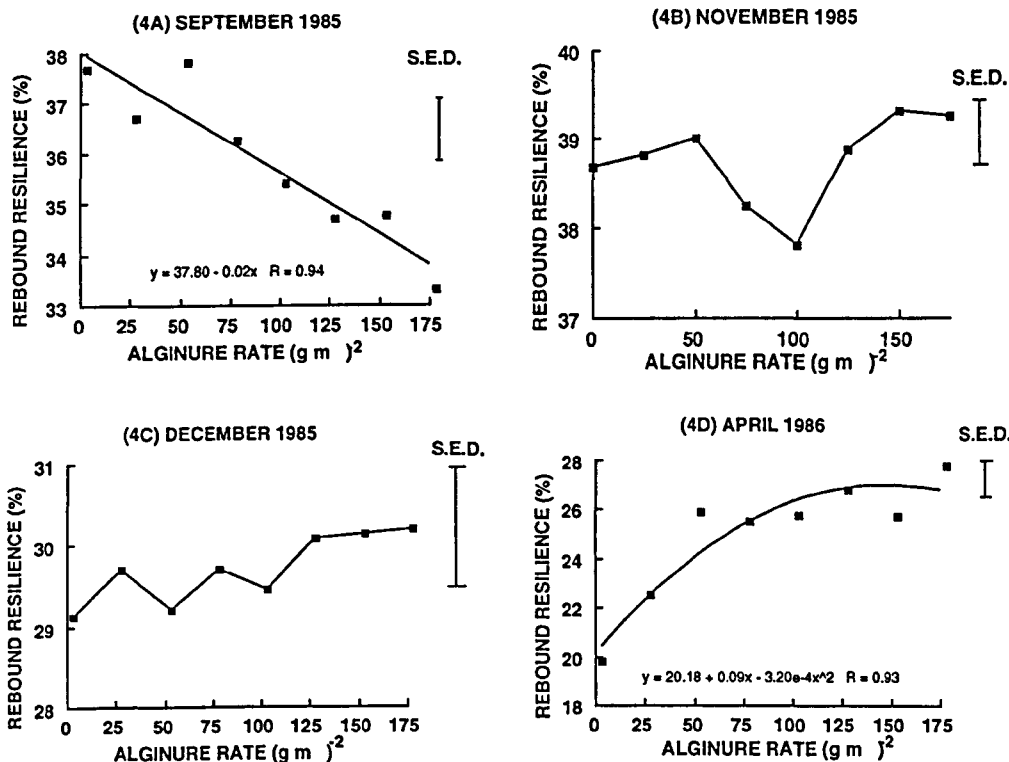 (4A) SEPTEMBER 1985
S.E.D.
REBOUND RESILIENCE (%)
38
37
36
35
34
33
y = 37.80 - 0.02x R = 0.94
0 25 50 75 100 125 150 175
ALGINURE RATE (g m )²
(4B) NOVEMBER 1985
S.E.D.
REBOUND RESILIENCE (%)
40
39
38
37
0 50 100 150
ALGINURE RATE (g m )⁻²
(4C) DECEMBER 1985
S.E.D.
REBOUND RESILIENCE (%)
31
30
29
28
0 25 50 75 100 125 150 175
ALGINURE RATE (g m )⁻²
(4D) APRIL 1986
S.E.D.
REBOUND RESILIENCE (%)
28
26
24
22
20
18
y = 20.18 + 0.09x - 3.20e-4x^2 R = 0.93
0 25 50 75 100 125 150 175
ALGINURE RATE (g m )⁻²